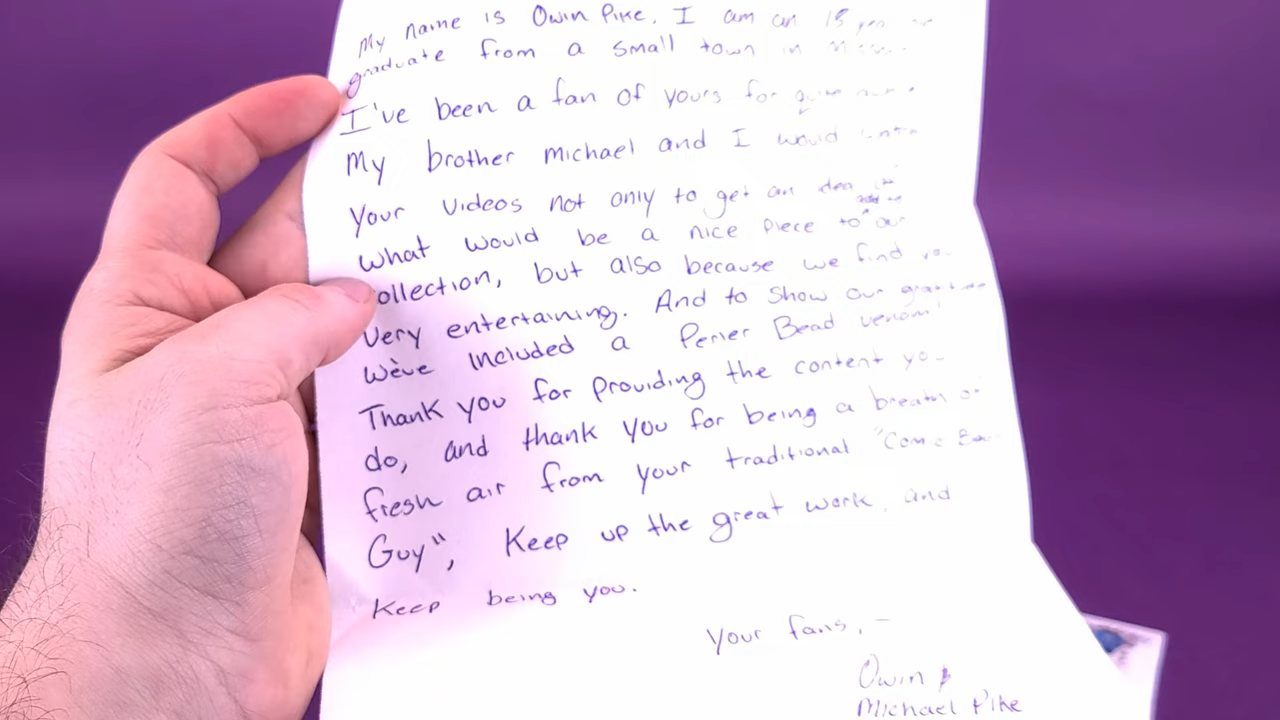 My name is Owin Pike. I am an
graduate from a small town in
I've been a fan of yours for quite
My brother michael and I would
Your videos not only to get an
what would be a nice piece to our
collection, but also because we find
very entertaining. And to show our
We've included a Perler Bead venom!
Thank you for providing the content
do, and thank you for being a breath of
fresh air from your traditional "Comic
Guy", Keep up the great work, and
Keep being you.
Your fans, -
Owin &
Michael Pike